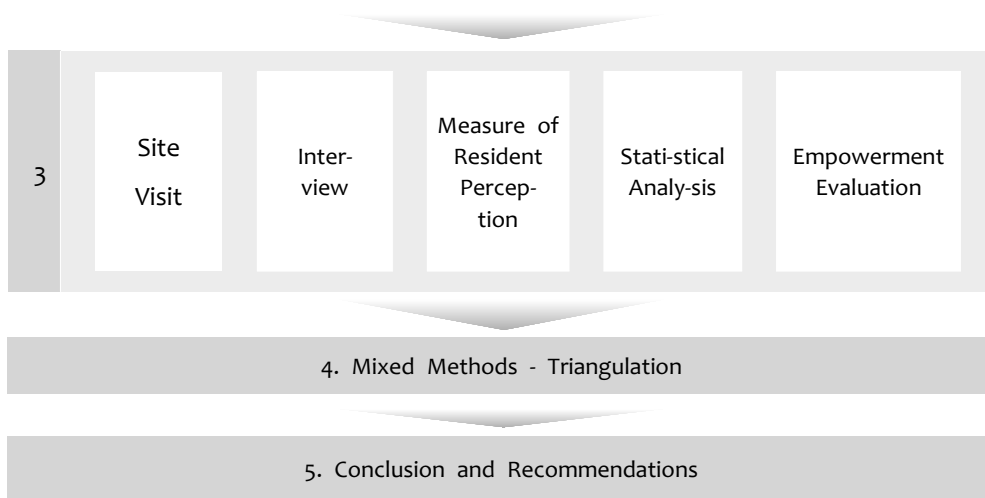 3
Site
Visit
Inter-
view
Measure of
Resident
Percep-
tion
Stati-stical
Analy-sis
Empowerment
Evaluation
4. Mixed Methods - Triangulation
5. Conclusion and Recommendations